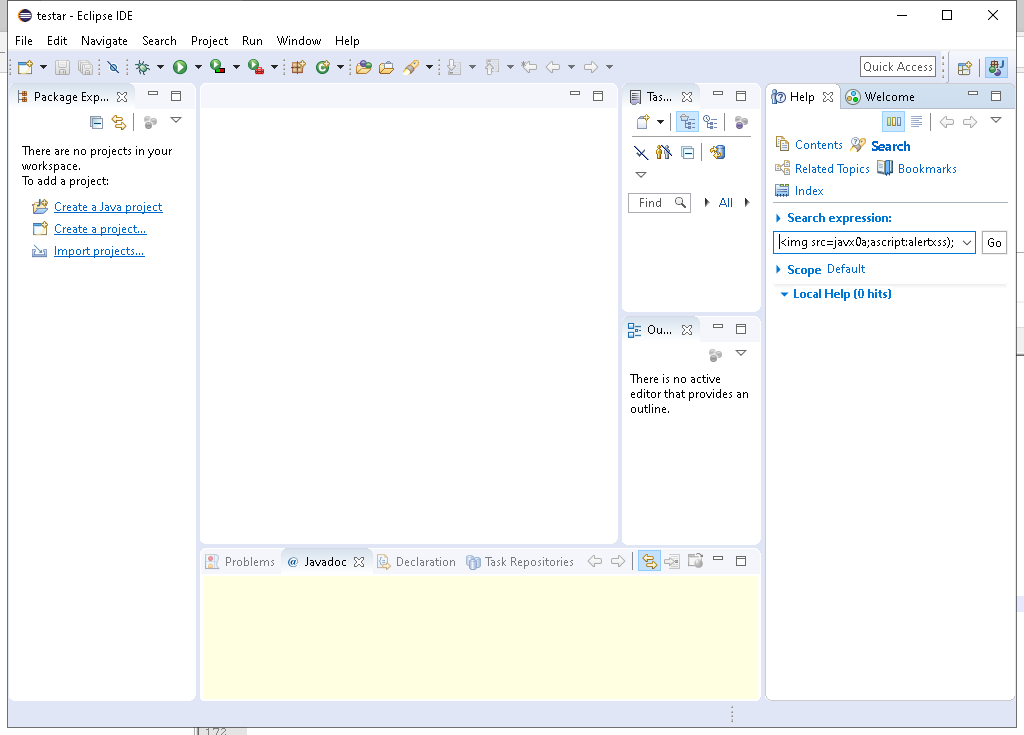 testar - Eclipse IDE
File Edit Navigate Search Project Run Window Help
Quick Access
Package Exp...
There are no projects in your
workspace.
To add a project:
Create a Java project
Create a project...
Import projects...
Tas...
Find
All
Ou...
There is no active
editor that provides an
outline.
Help Welcome
Contents Search
Related Topics Bookmarks
Index
Search expression:
<img src=javx0a;ascript:alertxss);
Go
Scope Default
Local Help (0 hits)
Problems @ Javadoc Declaration Task Repositories
172